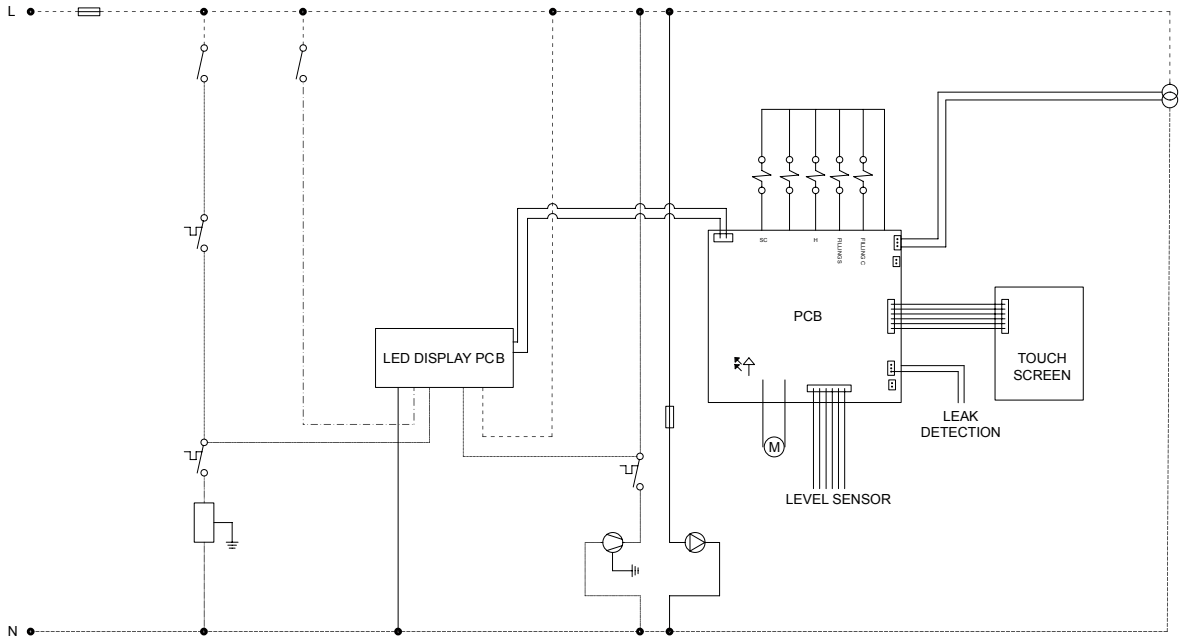 L
SC
H
FILLING S
FILLING C
PCB
LED DISPLAY PCB
TOUCH
SCREEN
LEAK
DETECTION
M
LEVEL SENSOR
N